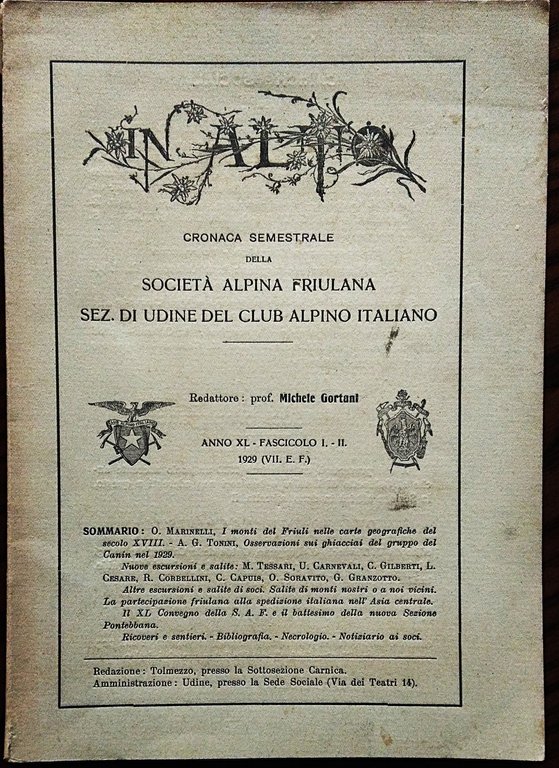 IN ALTO
CRONACA SEMESTRALE
DELLA
SOCIETÀ ALPINA FRIULANA
SEZ. DI UDINE DEL CLUB ALPINO ITALIANO
Redattore : prof. Michele Gortani
ANNO XL - FASCICOLO I. - II.
1929 (VII. E. F.)
SOMMARIO : O. MARINELLI, I monti del Friuli nelle carte geografiche del
secolo XVIII. - A. G. TONINI, Osservazioni sui ghiacciai del gruppo del
Canin nel 1929.
Nuove escursioni e salite : M. TESSARI, U. CARNEVALI, C. GILBERTI, L.
CESARE, R. CORBELLINI, C. CAPUIS, O. SORAVITO, G. GRANZOTTO.
Altre escursioni e salite di soci. Salite di monti nostri o a noi vicini.
La partecipazione friulana alla spedizione italiana nell' Asia centrale.
Il XL Convegno della S. A. F. e il battesimo della nuova Sezione
Pontebbana.
Ricoveri e sentieri. - Bibliografia. - Necrologio. - Notiziario ai soci.
Redazione : Tolmezzo, presso la Sottosezione Carnica.
Amministrazione : Udine, presso la Sede Sociale (Via dei Teatri 14).